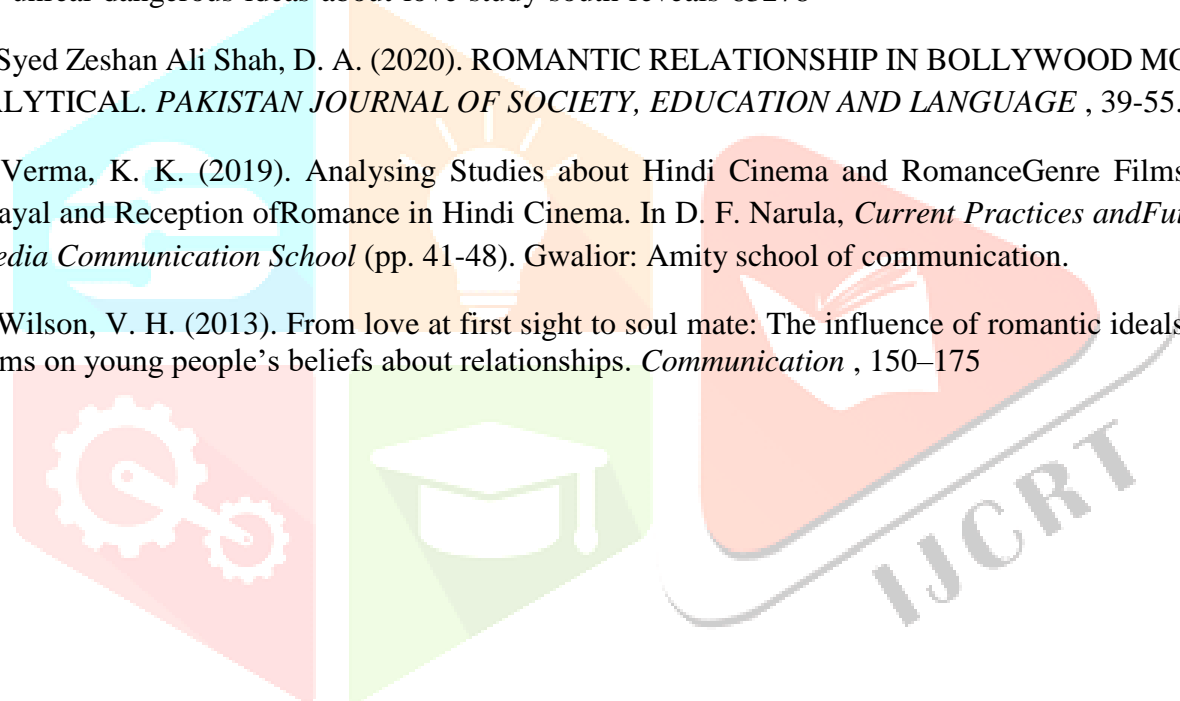 dangerous ideas about love study south reveals
Syed Zeshan Ali Shah, D. A. (2020). ROMANTIC RELATIONSHIP IN BOLLYWOOD MO
ALYTICAL. PAKISTAN JOURNAL OF SOCIETY, EDUCATION AND LANGUAGE , 39-55.
Verma, K. K. (2019). Analysing Studies about Hindi Cinema and RomanceGenre Films
ayal and Reception ofRomance in Hindi Cinema. In D. F. Narula, Current Practices andFu
edia Communication School (pp. 41-48). Gwalior: Amity school of communication.
Wilson, V. H. (2013). From love at first sight to soul mate: The influence of romantic ideals
ms on young people’s beliefs about relationships. Communication , 150–175
IJCRT